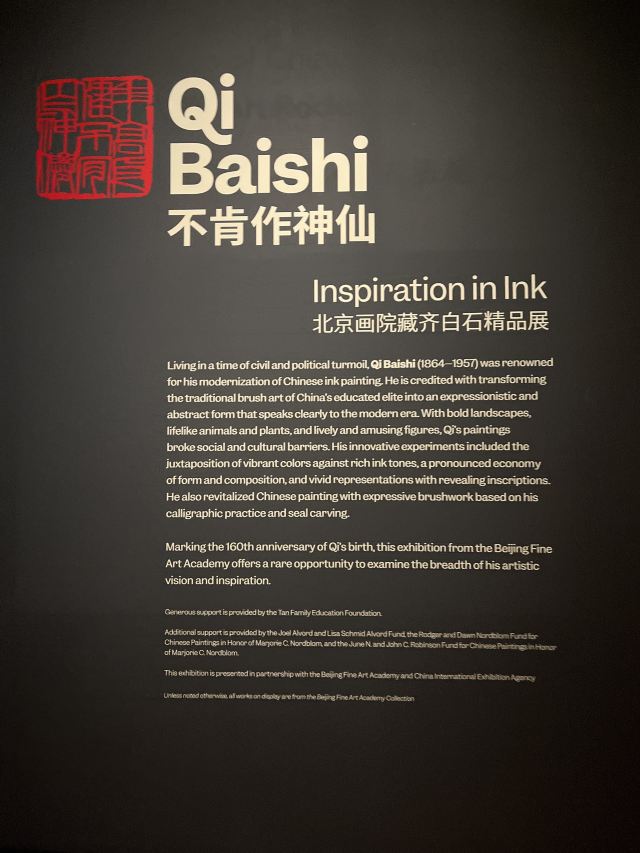 Qi
Baishi
不肯作神仙
Inspiration in Ink
北京画院藏齐白石精品展
Living in a time of civil and political turmoil, Qi Baishi (1864–1957) was renowned
for his modernization of Chinese ink painting. He is credited with transforming
the traditional brush art of China's educated elite into an expressionistic and
abstract form that speaks clearly to the modern era. With bold landscapes,
lifelike animals and plants, and lively and amusing figures, Qi's paintings
broke social and cultural barriers. His innovative experiments included the
juxtaposition of vibrant colors against rich ink tones, a pronounced economy
of form and composition, and vivid representations with revealing inscriptions.
He also revitalized Chinese painting with expressive brushwork based on his
calligraphic practice and seal carving.
Marking the 160th anniversary of Qi's birth, this exhibition from the Beijing Fine
Art Academy offers a rare opportunity to examine the breadth of his artistic
vision and inspiration.
Generous support is provided by the Tan Family Education Foundation.
Additional support is provided by the Joel Alvord and Lisa Schmid Alvord Fund, the Rodger and Dawn Nordblom Fund for
Chinese Paintings in Honor of Marjorie C. Nordblom, and the June N. and John C. Robinson Fund for Chinese Paintings in Honor
of Marjorie C. Nordblom.
This exhibition is presented in partnership with the Beijing Fine Art Academy and China International Exhibition Agency
Unless noted otherwise, all works on display are from the Beijing Fine Art Academy Collection